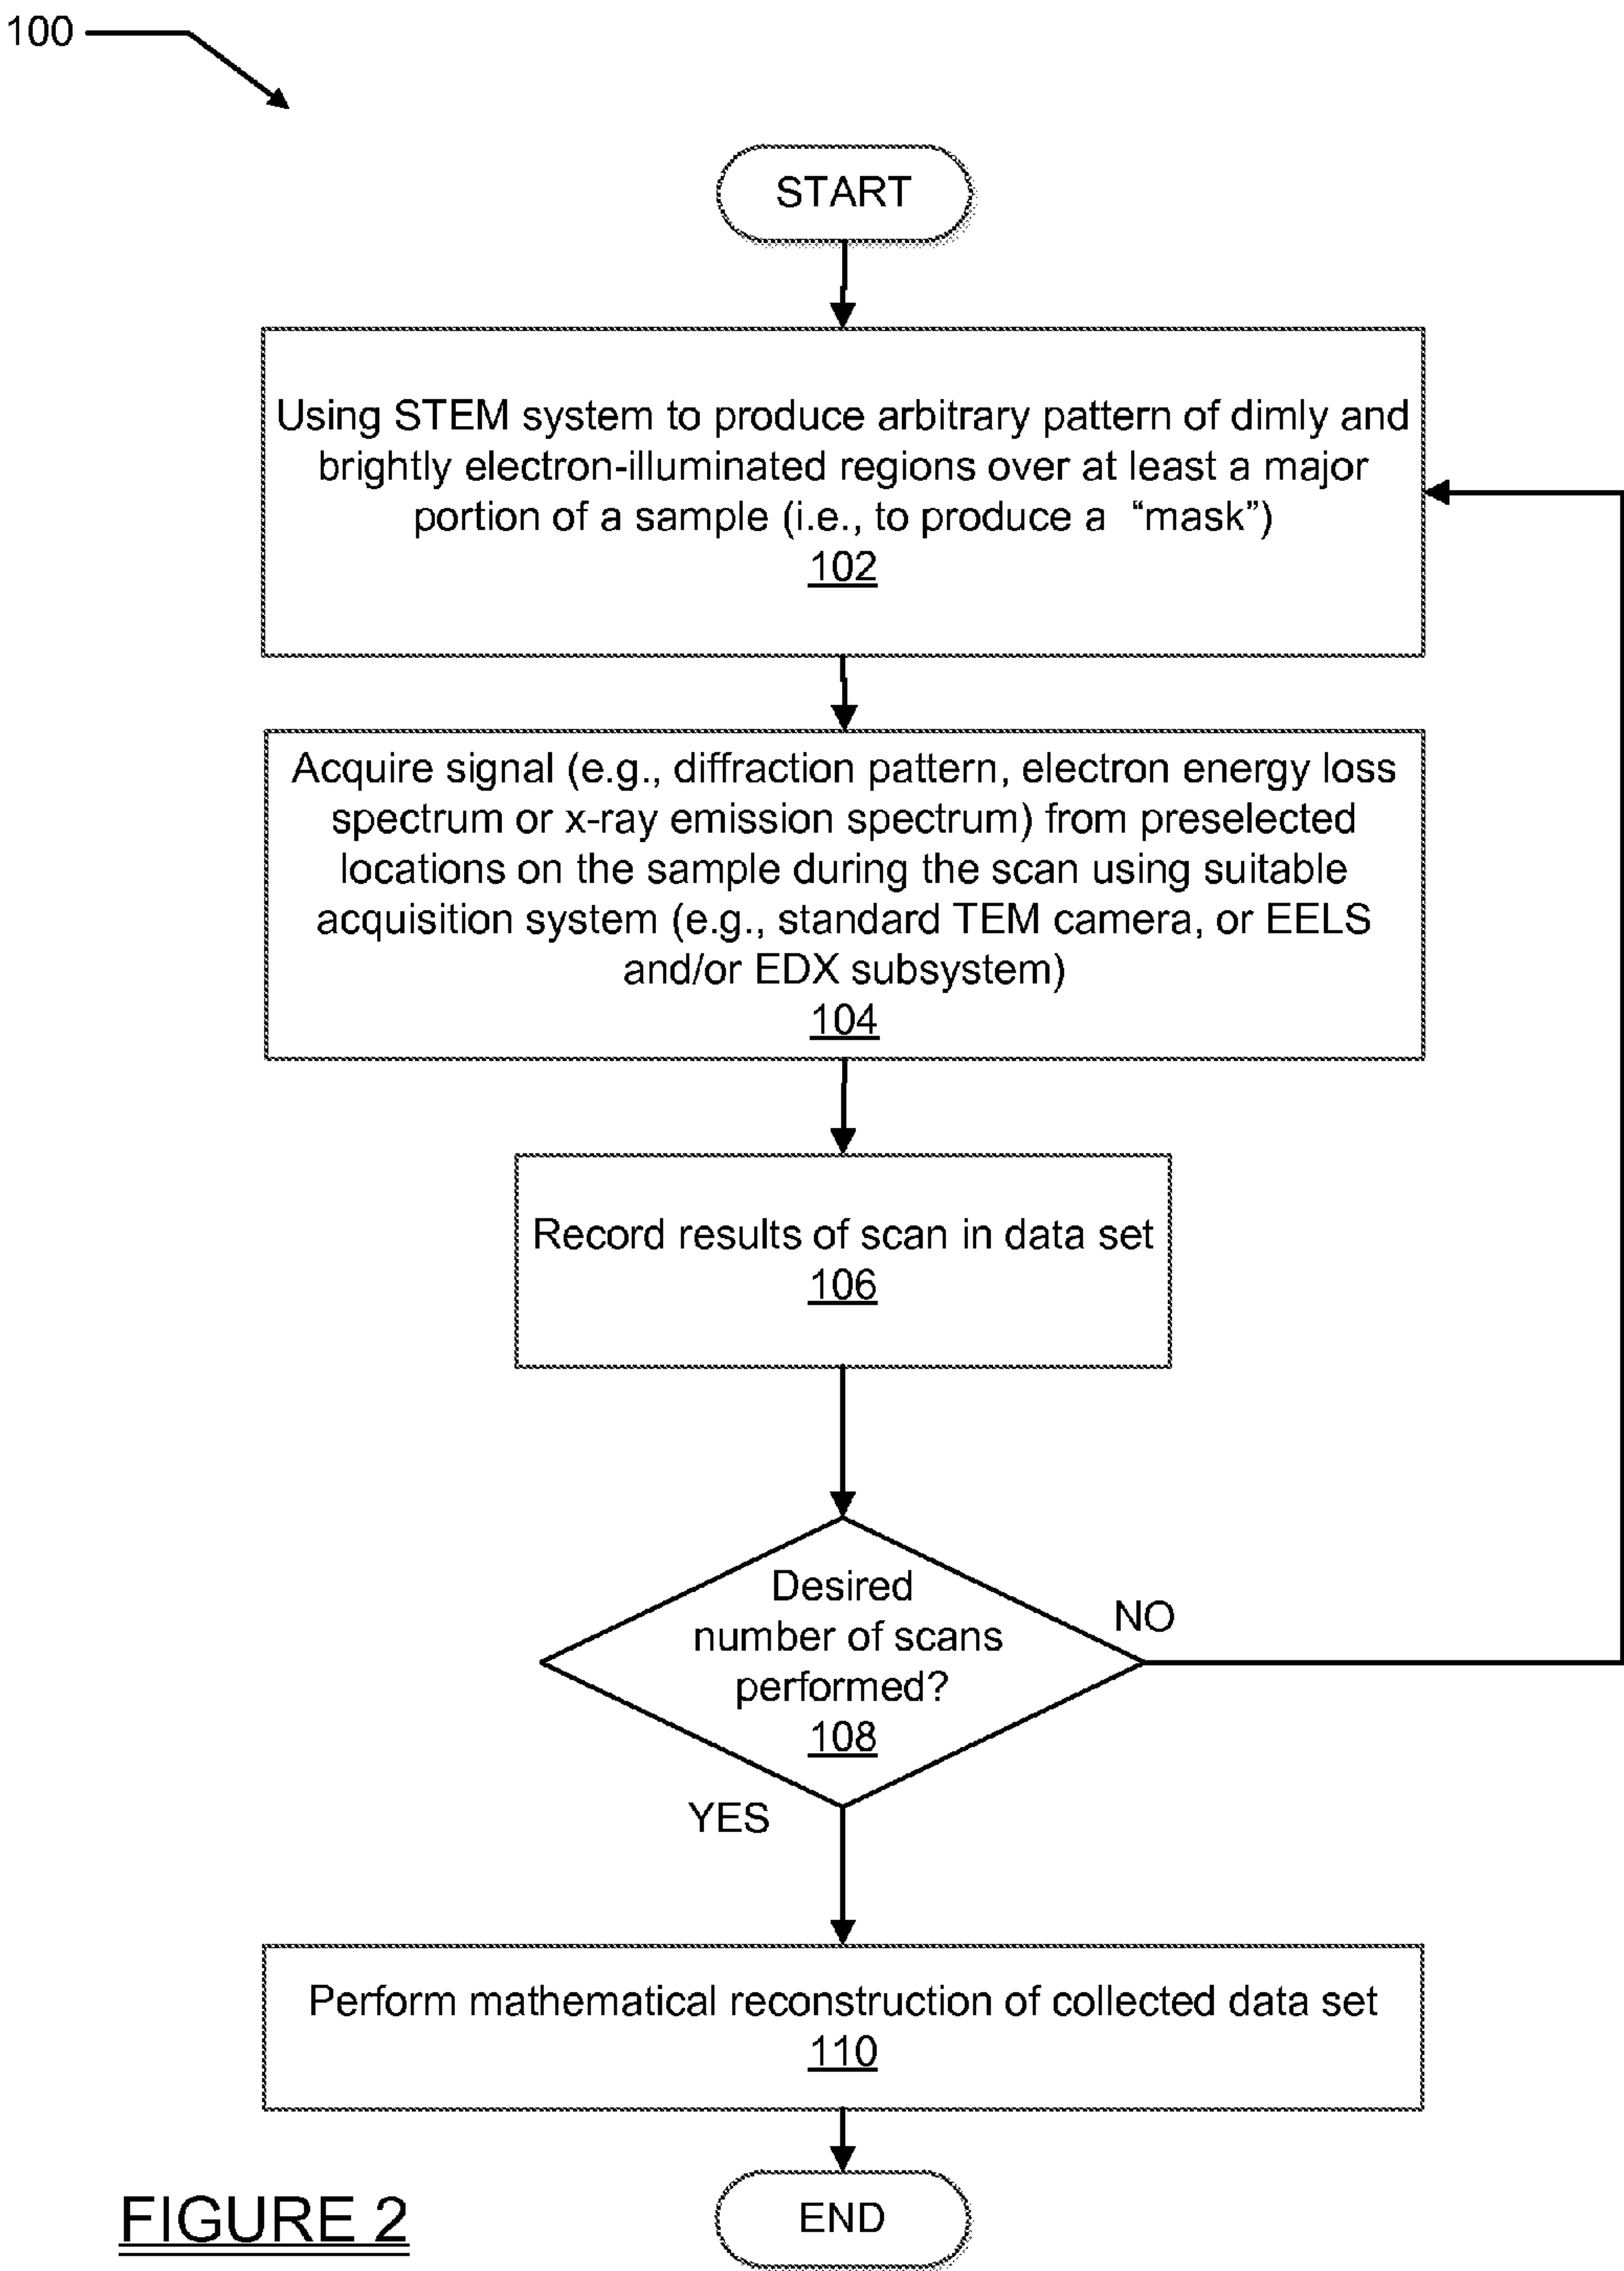 100
START
Using STEM system to produce arbitrary pattern of dimly and
brightly electron-illuminated regions over at least a major
portion of a sample (i.e., to produce a “mask”)
102
Acquire signal (e.g., diffraction pattern, electron energy loss
spectrum or x-ray emission spectrum) from preselected
locations on the sample during the scan using suitable
acquisition system (e.g., standard TEM camera, or EELS
and/or EDX subsystem)
104
Record results of scan in data set
106
Desired
number of scans
performed?
108
NO
YES
Perform mathematical reconstruction of collected data set
110
END
FIGURE 2